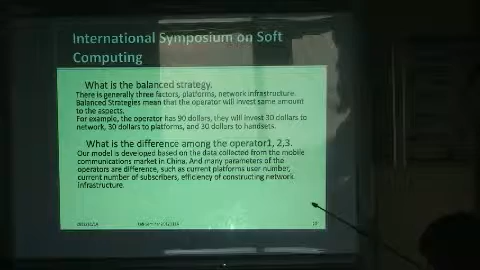 International Symposium on Soft
Computing
What is the balanced strategy.
There is generally three factors, platforms, network infrastructure.
Balanced Strategies mean that the operator will invest same amount
to the aspects.
For example, the operator has 90 dollars, they will invest 30 dollars to
network, 30 dollars to platforms, and 30 dollars to handsets.
What is the difference among the operator1, 2,3.
Our model is developed based on the data collected from the mobile
communications market in China. And many parameters of the
operators are difference, such as current platforms user number,
current number of subscribers, efficiency of constructing network
infrastructure.